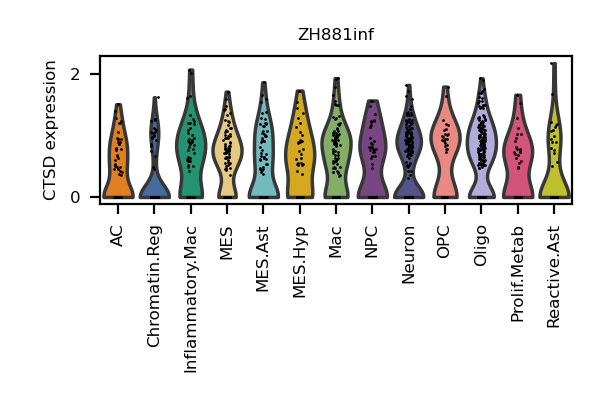 ZH881inf
CTSD expression
2
0
AC
Chromatin.Reg
Inflammatory.Mac
MES
MES.Ast
MES.Hyp
Mac
NPC
Neuron
OPC
Oligo
Prolif.Metab
Reactive.Ast